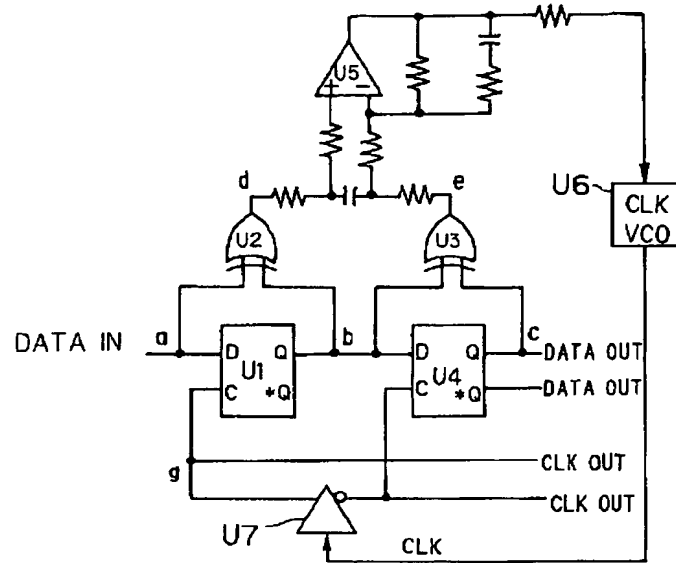 U5
+ −
d
e
U6
CLK
VCO
U2
U3
DATA IN
a
D
Q
U1
C
*Q
b
D
Q
U4
C
*Q
c
DATA OUT
DATA OUT
g
CLK OUT
CLK OUT
U7
CLK